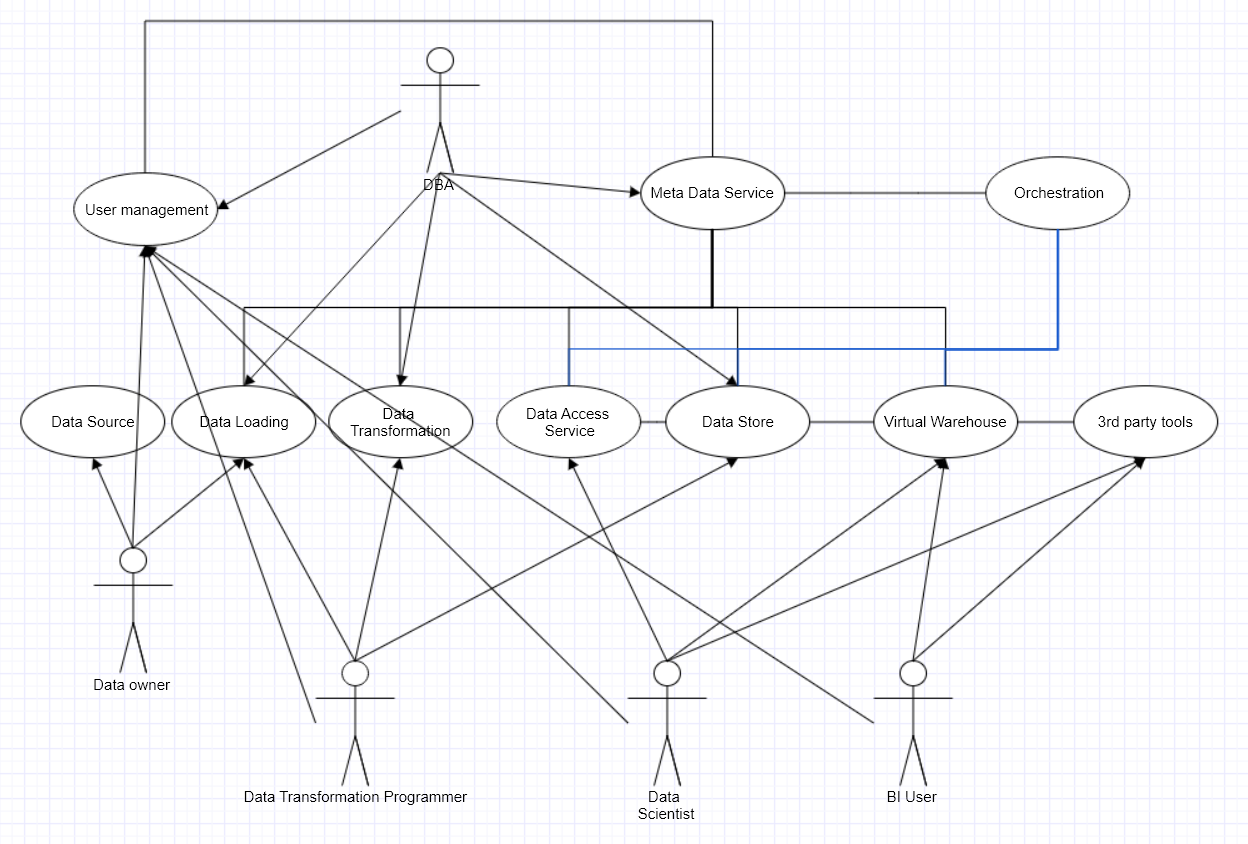 DBA
User management
Meta Data Service
Orchestration
Data Source
Data Loading
Data
Transformation
Data Access
Service
Data Store
Virtual Warehouse
3rd party tools
Data owner
Data Transformation Programmer
Data
Scientist
BI User